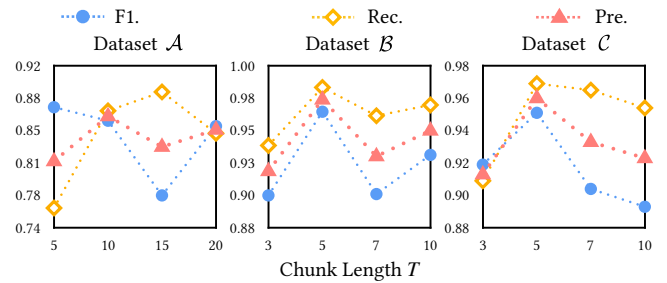 F1. Rec. Pre.
Dataset 𝒜 Dataset ℬ Dataset 𝒞
0.92 1.00 0.98
0.88 0.98 0.96
0.85 0.95 0.94
0.81 0.93 0.92
0.78 0.90 0.90
0.74 0.88 0.88
5 10 15 20 3 5 7 10 3 5 7 10
Chunk Length T